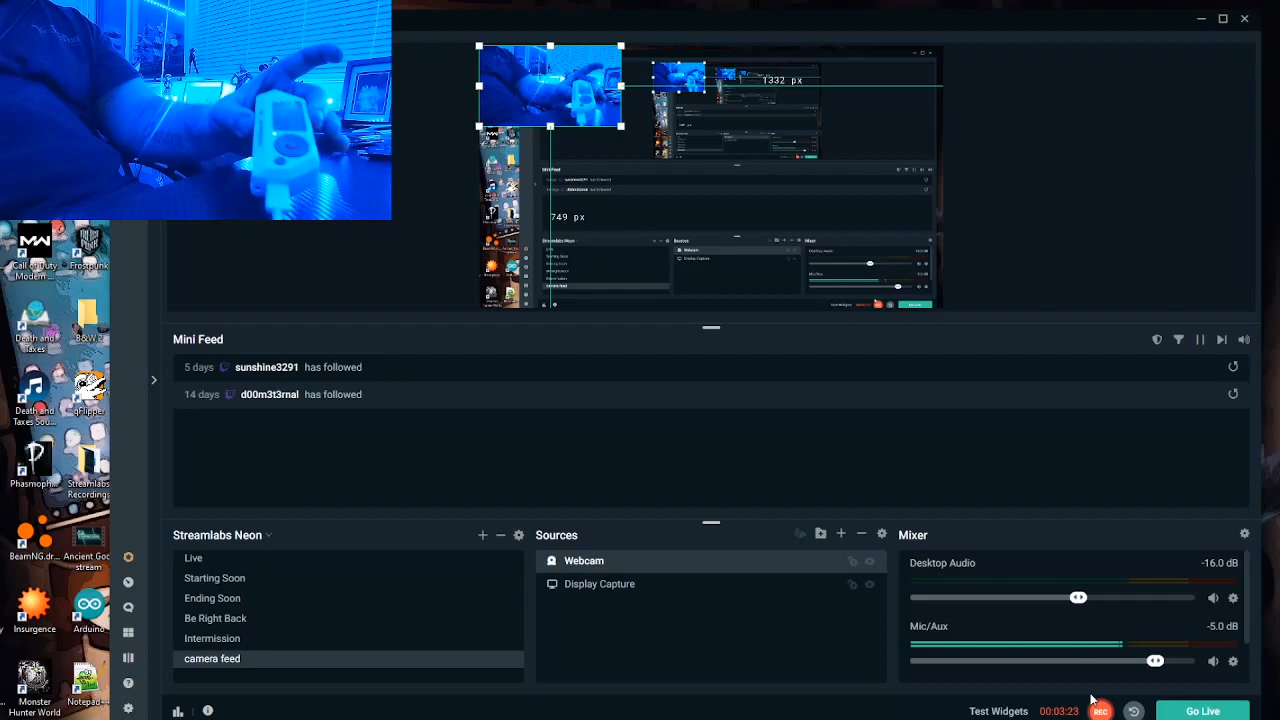 1332 px
749 px
Mini Feed
5 days sunshine3291 has followed
14 days d00m3t3rnal has followed
Streamlabs Neon
Live
Starting Soon
Ending Soon
Be Right Back
Intermission
camera feed
Sources
Webcam
Display Capture
Mixer
Desktop Audio -16.0 dB
Mic/Aux -5.0 dB
Test Widgets 00:03:23 REC Go Live
Call of Duty Modern ...
Frostpunk
Death and Taxes
B&W 2
Death and Taxes Sou...
qFlipper
Phasmoph...
Streamlabs Recordings
BeamNG.dr...
Ancient God stream
Insurgence
Arduino
Monster Hunter World
Notepad++